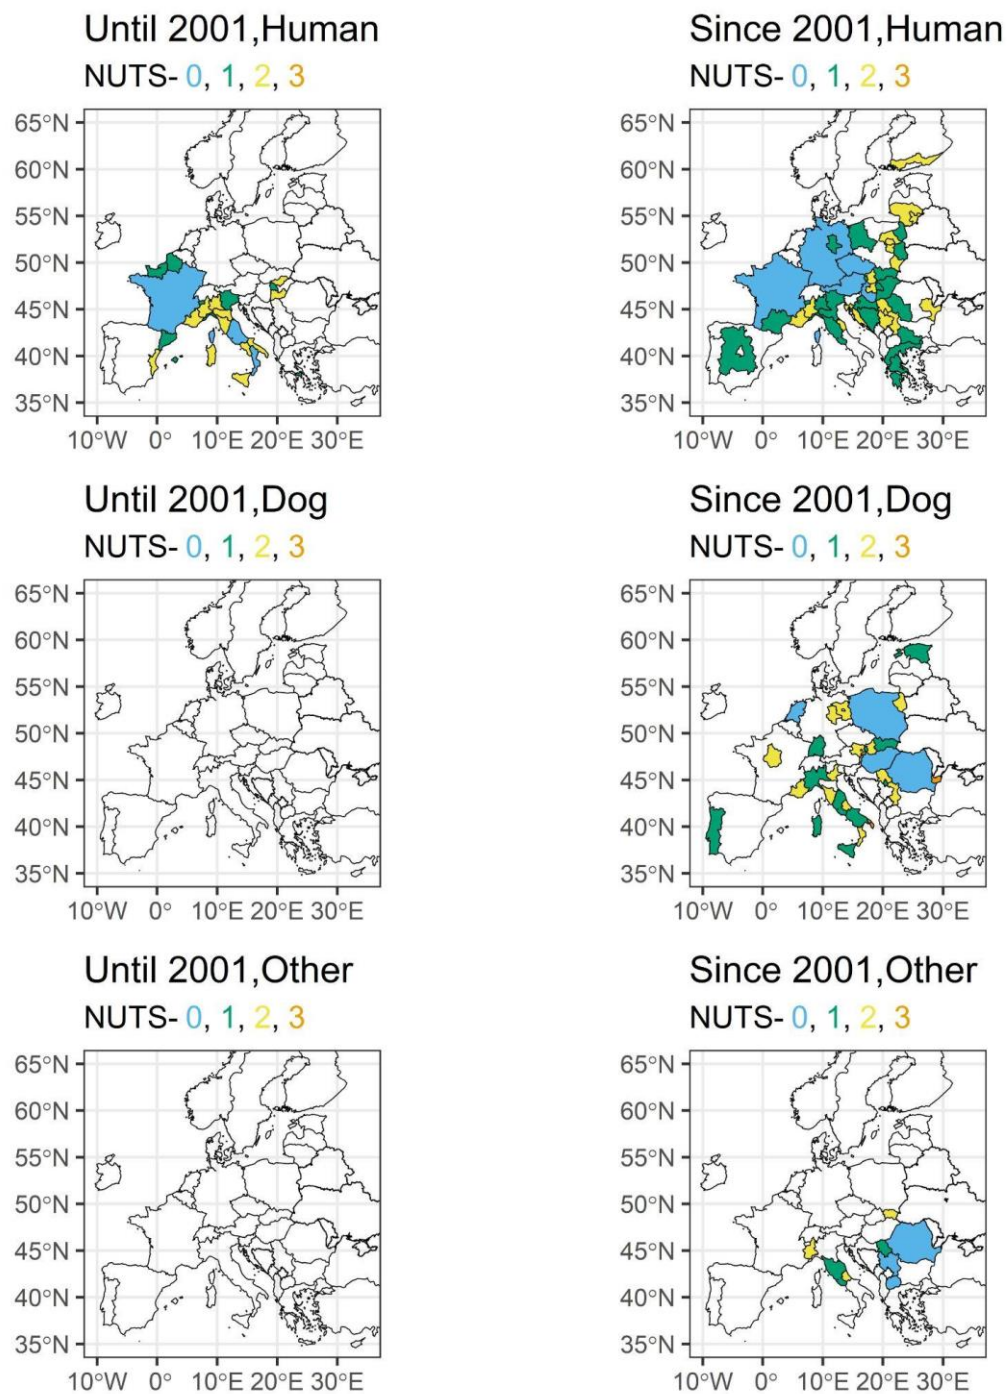 Until 2001,Human
NUTS- 0, 1, 2, 3
65°N
60°N
55°N
50°N
45°N
40°N
35°N
10°W 0° 10°E 20°E 30°E
Since 2001,Human
NUTS- 0, 1, 2, 3
65°N
60°N
55°N
50°N
45°N
40°N
35°N
10°W 0° 10°E 20°E 30°E
Until 2001,Dog
NUTS- 0, 1, 2, 3
65°N
60°N
55°N
50°N
45°N
40°N
35°N
10°W 0° 10°E 20°E 30°E
Since 2001,Dog
NUTS- 0, 1, 2, 3
65°N
60°N
55°N
50°N
45°N
40°N
35°N
10°W 0° 10°E 20°E 30°E
Until 2001,Other
NUTS- 0, 1, 2, 3
65°N
60°N
55°N
50°N
45°N
40°N
35°N
10°W 0° 10°E 20°E 30°E
Since 2001,Other
NUTS- 0, 1, 2, 3
65°N
60°N
55°N
50°N
45°N
40°N
35°N
10°W 0° 10°E 20°E 30°E